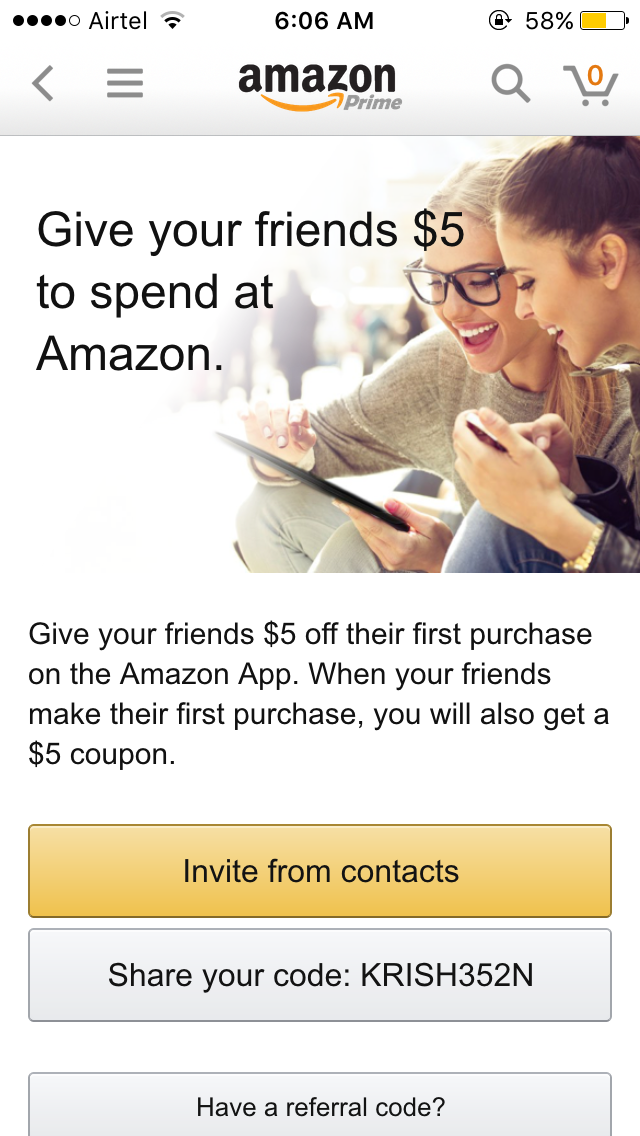 Airtel 6:06 AM 58%
amazon
Prime
0
Give your friends $5
to spend at
Amazon.
Give your friends $5 off their first purchase
on the Amazon App. When your friends
make their first purchase, you will also get a
$5 coupon.
Invite from contacts
Share your code: KRISH352N
Have a referral code?